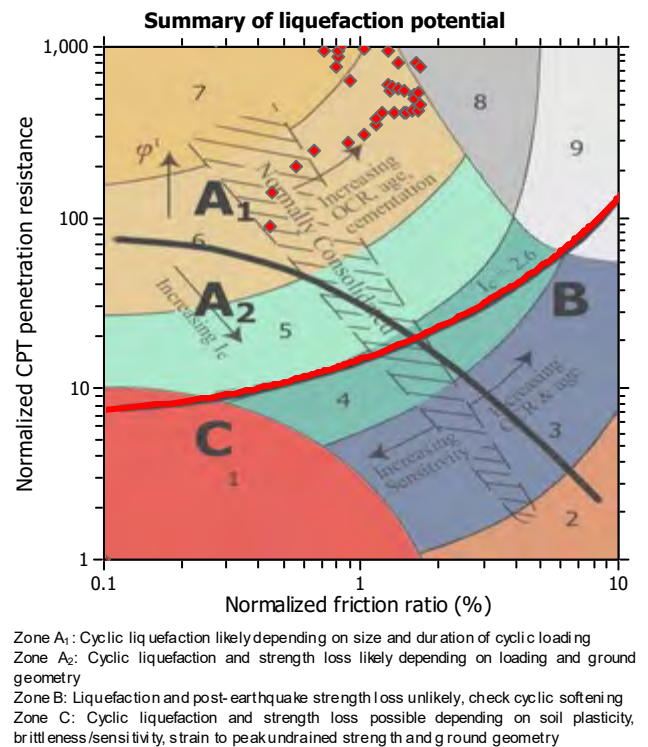 Summary of liquefaction potential
1,000
7
8
9
φ'
A1
Normally Consolidated
Increasing
OCR, age,
cementation
100
6
A2
Increasing Ic
5
Ic = 2.6
B
10
4
Increasing
OCR & age
3
C
Increasing
Sensitivity
1
2
1
0.1
1
10
Normalized CPT penetration resistance
Normalized friction ratio (%)
Zone A1: Cyclic liquefaction likely depending on size and duration of cyclic loading
Zone A2: Cyclic liquefaction and strength loss likely depending on loading and ground
geometry
Zone B: Liquefaction and post-earthquake strength loss unlikely, check cyclic softening
Zone C: Cyclic liquefaction and strength loss possible depending on soil plasticity,
brittleness/sensitivity, strain to peak undrained strength and ground geometry